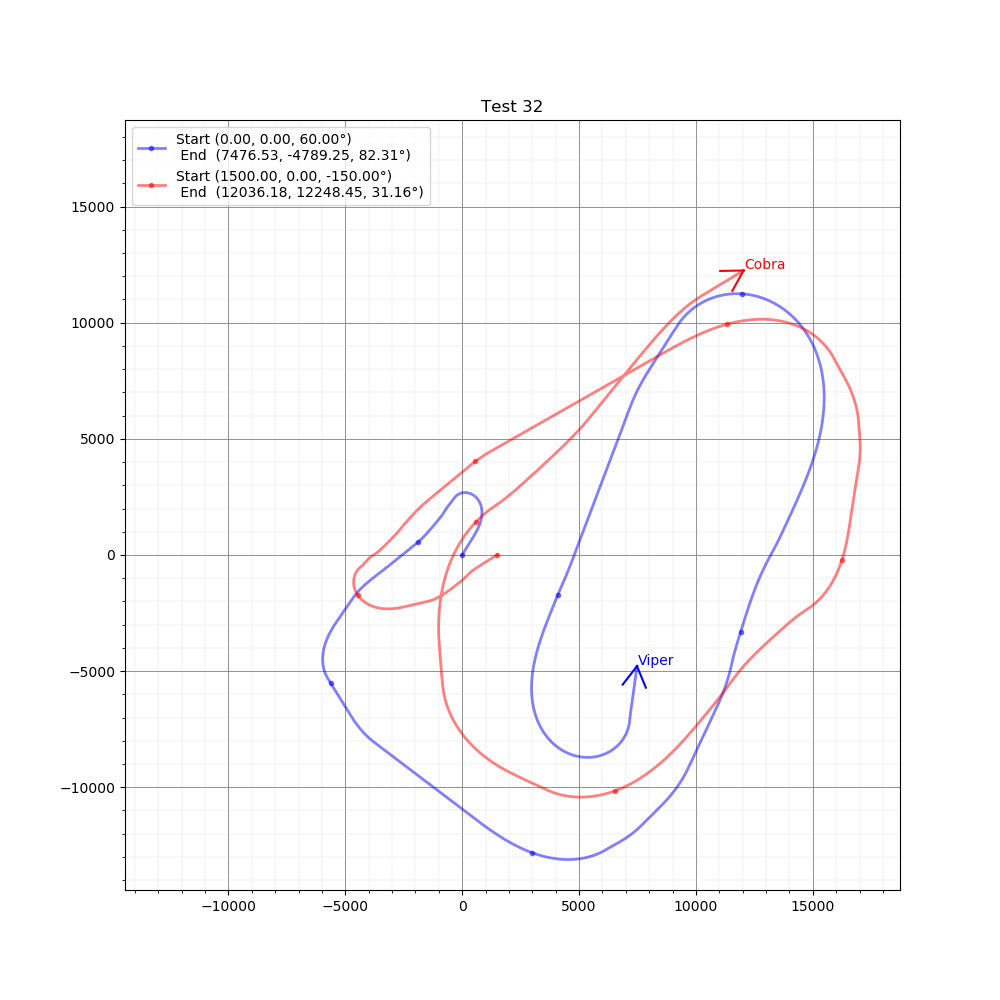 Test 32
Start (0.00, 0.00, 60.00°)
End  (7476.53, -4789.25, 82.31°)
Start (1500.00, 0.00, -150.00°)
End  (12036.18, 12248.45, 31.16°)
15000
10000
5000
0
−5000
−10000
Cobra
Viper
−10000 −5000 0 5000 10000 15000